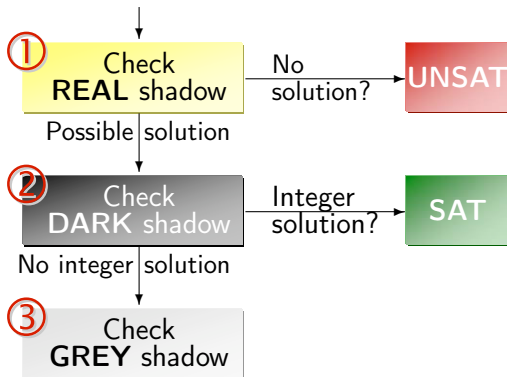 ①
Check
REAL shadow
No
solution?
UNSAT
Possible solution
②
Check
DARK shadow
Integer
solution?
SAT
No integer solution
③
Check
GREY shadow